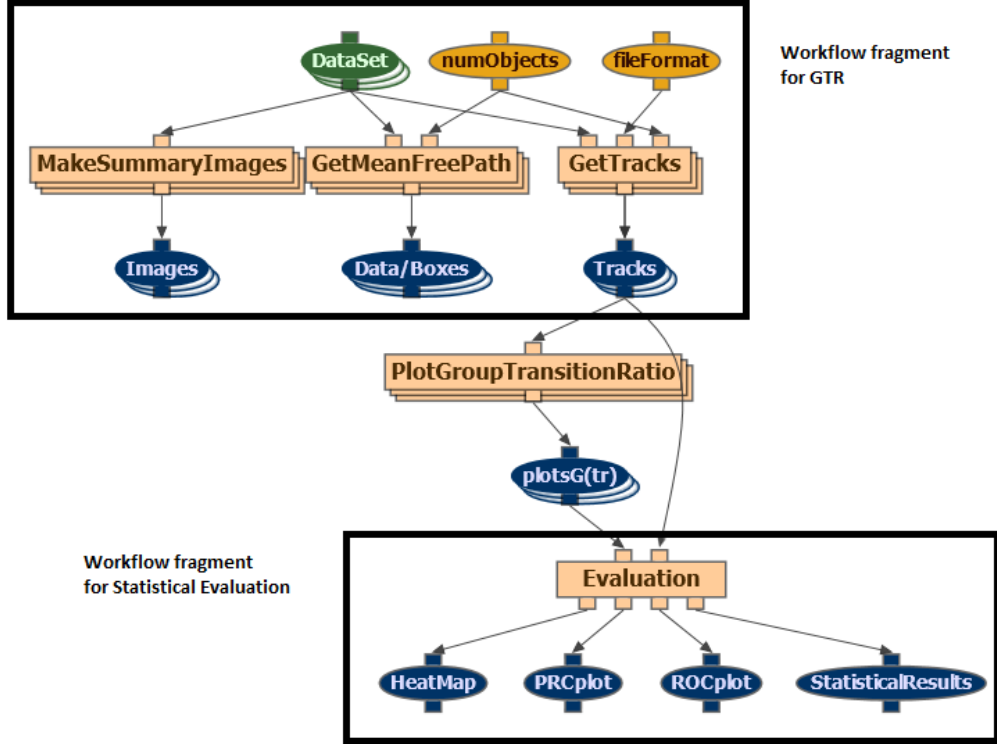 DataSet
numObjects
fileFormat
Workflow fragment
for GTR
MakeSummaryImages
GetMeanFreePath
GetTracks
Images
Data/Boxes
Tracks
PlotGroupTransitionRatio
plotsG(tr)
Workflow fragment
for Statistical Evaluation
Evaluation
HeatMap
PRCplot
ROCplot
StatisticalResults